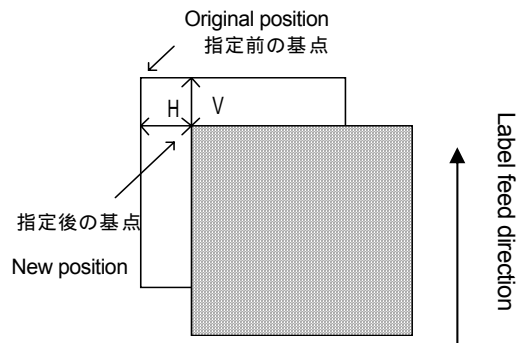 Original position
指定前の基点
H
V
指定後の基点
New position
Label feed direction